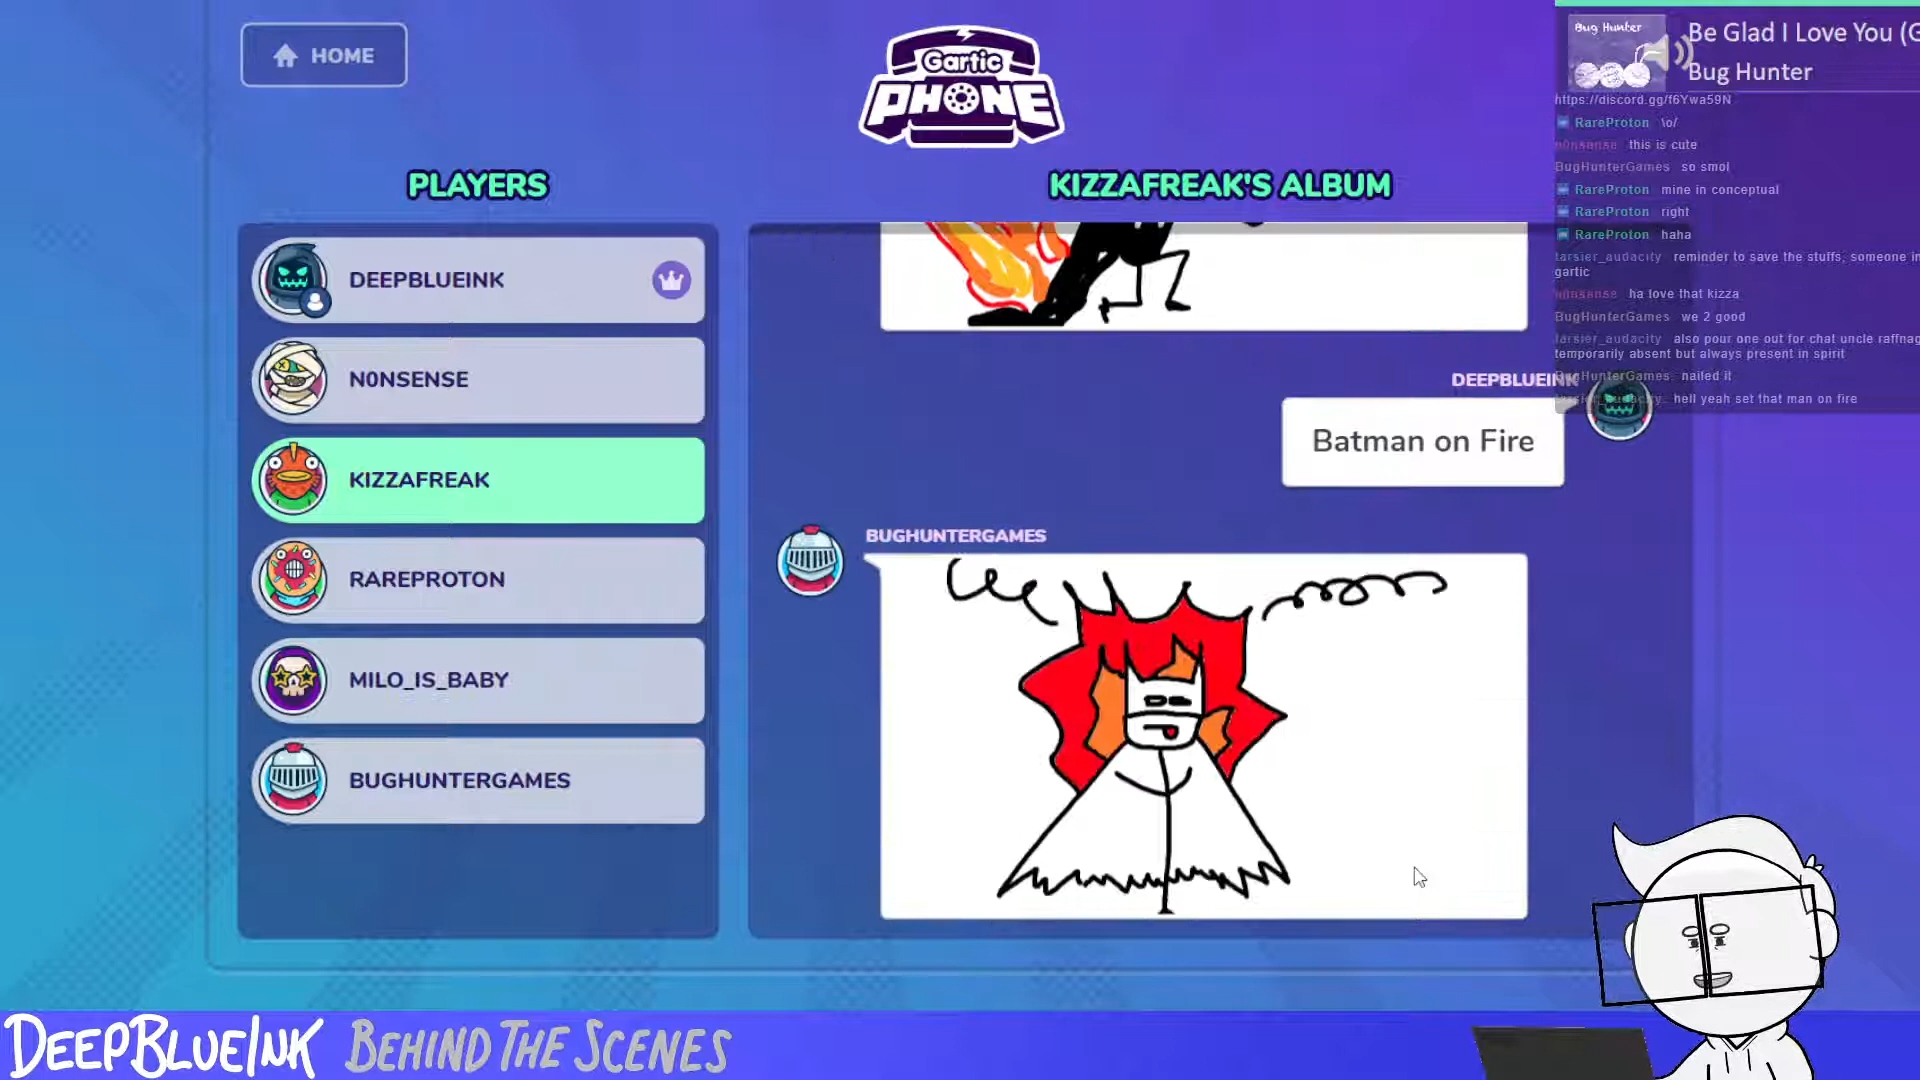 HOME
Gartic
PHONE
PLAYERS
DEEPBLUEINK
N0NSENSE
KIZZAFREAK
RAREPROTON
MILO_IS_BABY
BUGHUNTERGAMES
KIZZAFREAK'S ALBUM
DEEPBLUEINK
Batman on Fire
BUGHUNTERGAMES
Bug Hunter
Be Glad I Love You (G
Bug Hunter
https://discord.gg/f6Ywa59N
RareProton \o/
n0nsense this is cute
BugHunterGames so smol
RareProton mine in conceptual
RareProton right
RareProton haha
tarsier_audacity reminder to save the stuffs, someone in
gartic
n0nsense ha love that kizza
BugHunterGames we 2 good
tarsier_audacity also pour one out for chat uncle raffnag
temporarily absent but always present in spirit
BugHunterGames nailed it
tarsier_audacity hell yeah set that man on fire
DEEPBLUEINK BEHIND THE SCENES